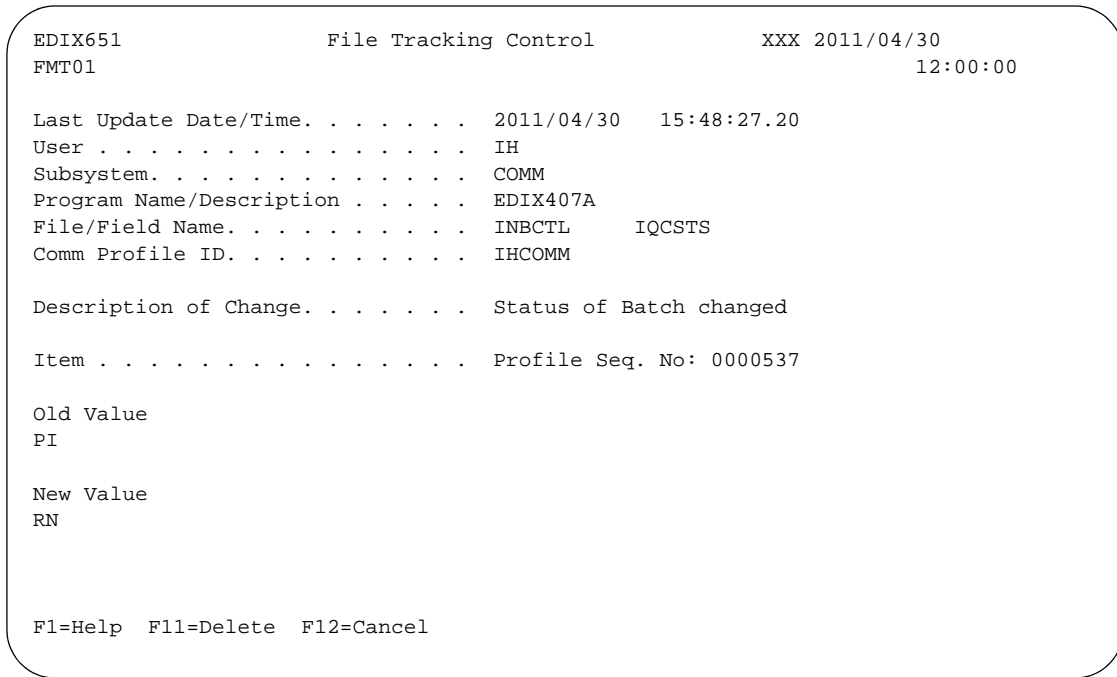 EDIX651 File Tracking Control XXX 2011/04/30
FMT01 12:00:00
Last Update Date/Time. . . . . . . 2011/04/30 15:48:27.20
User . . . . . . . . . . . . . . . IH
Subsystem. . . . . . . . . . . . . COMM
Program Name/Description . . . . . EDIX407A
File/Field Name. . . . . . . . . . INBCTL IQCSTS
Comm Profile ID. . . . . . . . . . IHCOMM
Description of Change. . . . . . . Status of Batch changed
Item . . . . . . . . . . . . . . . Profile Seq. No: 0000537
Old Value
PI
New Value
RN
F1=Help F11=Delete F12=Cancel